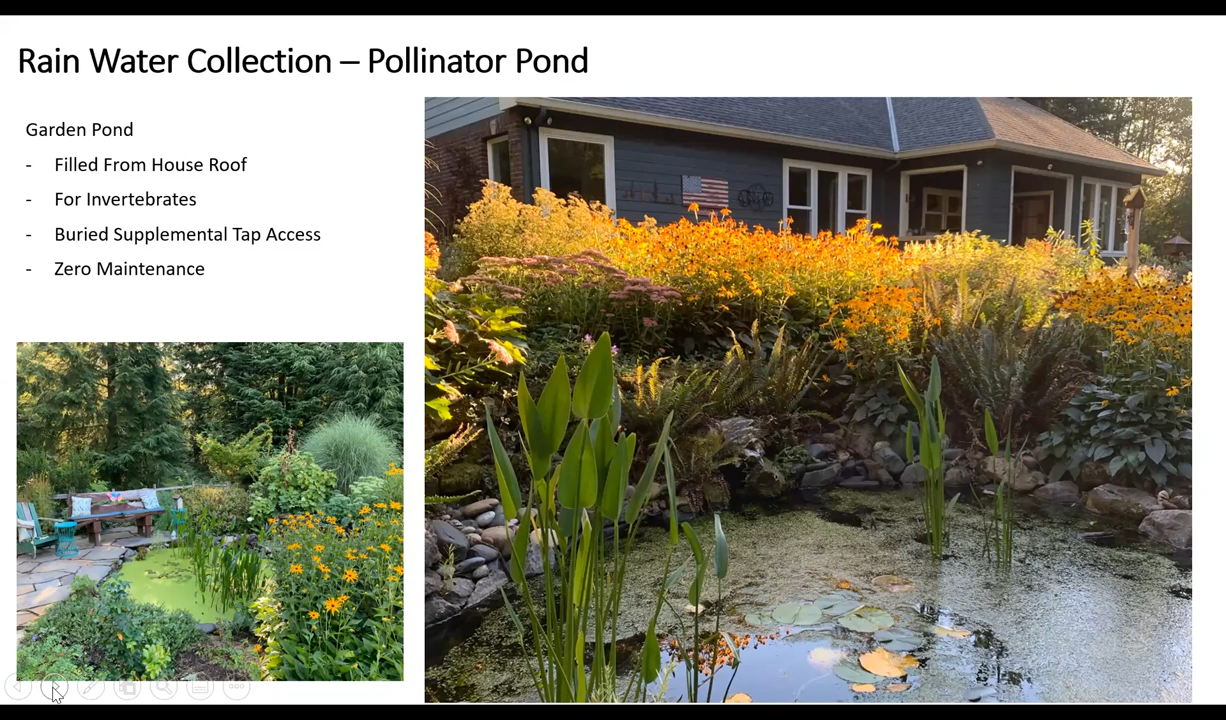 Rain Water Collection – Pollinator Pond
Garden Pond
- Filled From House Roof
- For Invertebrates
- Buried Supplemental Tap Access
- Zero Maintenance